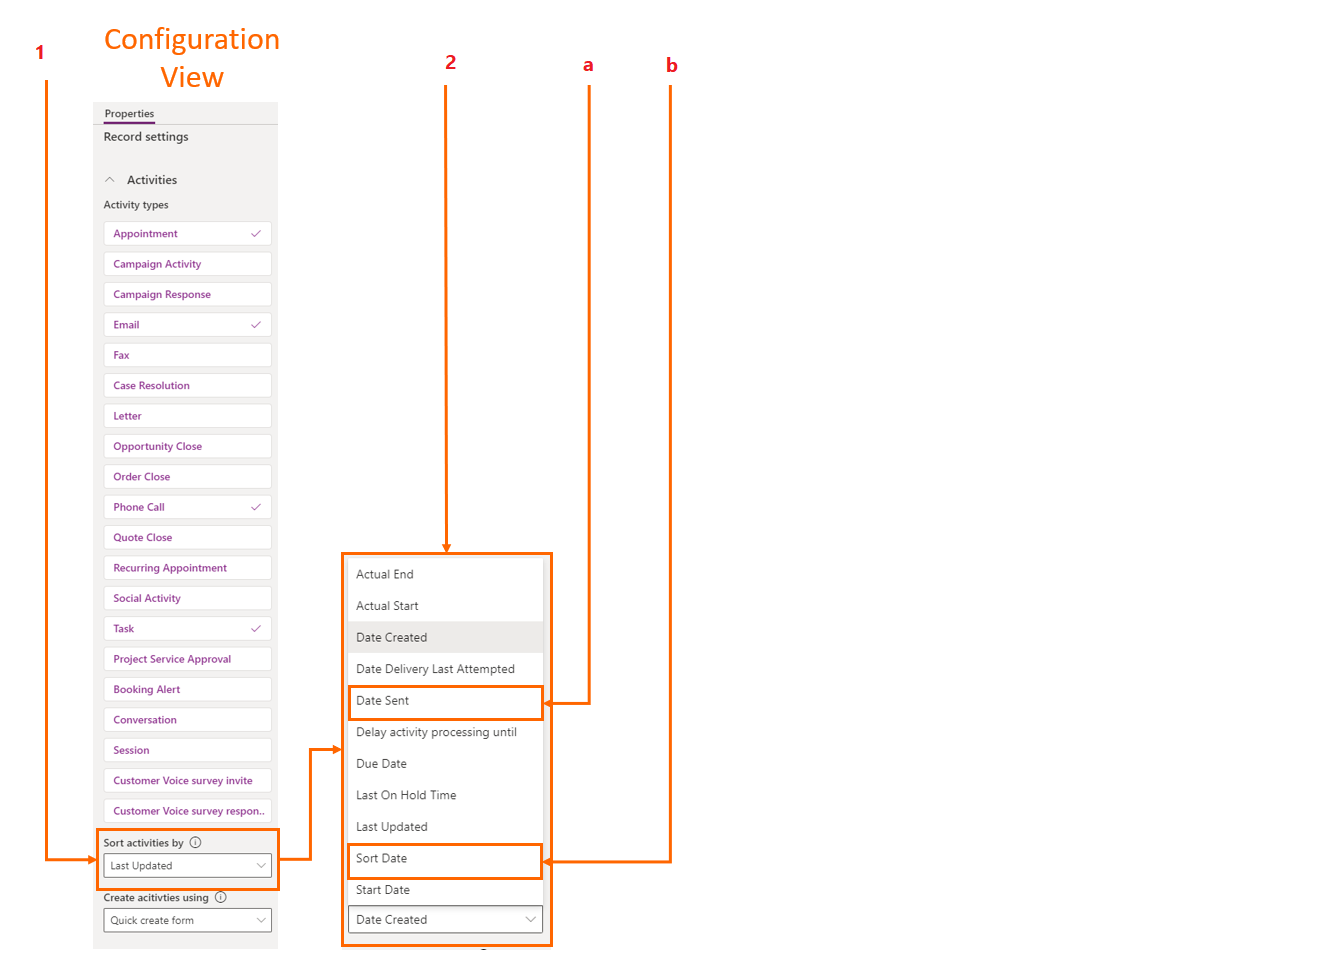 1
Configuration
View
2
a
b
Properties
Record settings
Activities
Activity types
Appointment
Campaign Activity
Campaign Response
Email
Fax
Case Resolution
Letter
Opportunity Close
Order Close
Phone Call
Quote Close
Recurring Appointment
Social Activity
Task
Project Service Approval
Booking Alert
Conversation
Session
Customer Voice survey invite
Customer Voice survey respon..
Sort activities by
Last Updated
Create acitivties using
Quick create form
Actual End
Actual Start
Date Created
Date Delivery Last Attempted
Date Sent
Delay activity processing until
Due Date
Last On Hold Time
Last Updated
Sort Date
Start Date
Date Created